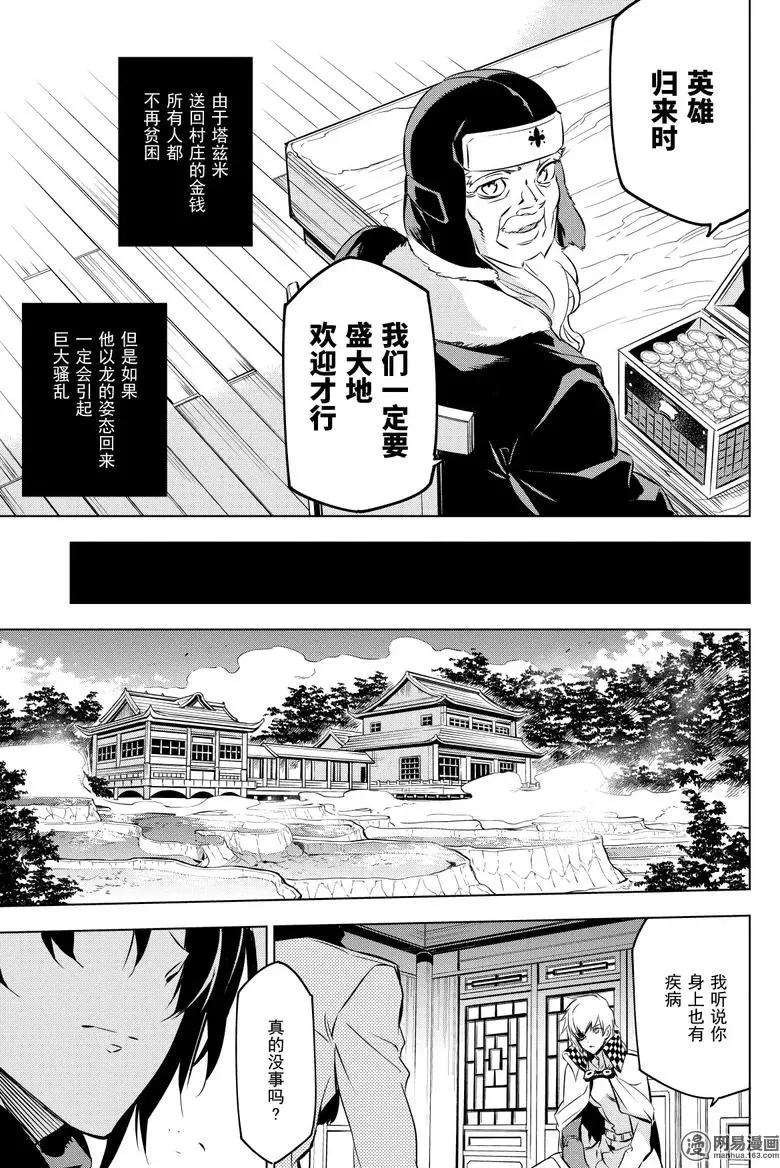 英雄
归来时
我们一定要
盛大地
欢迎才行
由于塔兹米
送回村庄的金钱
所有人都
不再贫困
但是如果
他以龙的姿态回来
一定会引起
巨大骚乱
我听说你
身上也有
疾病
真的没事吗？
网易漫画
manhua.163.com